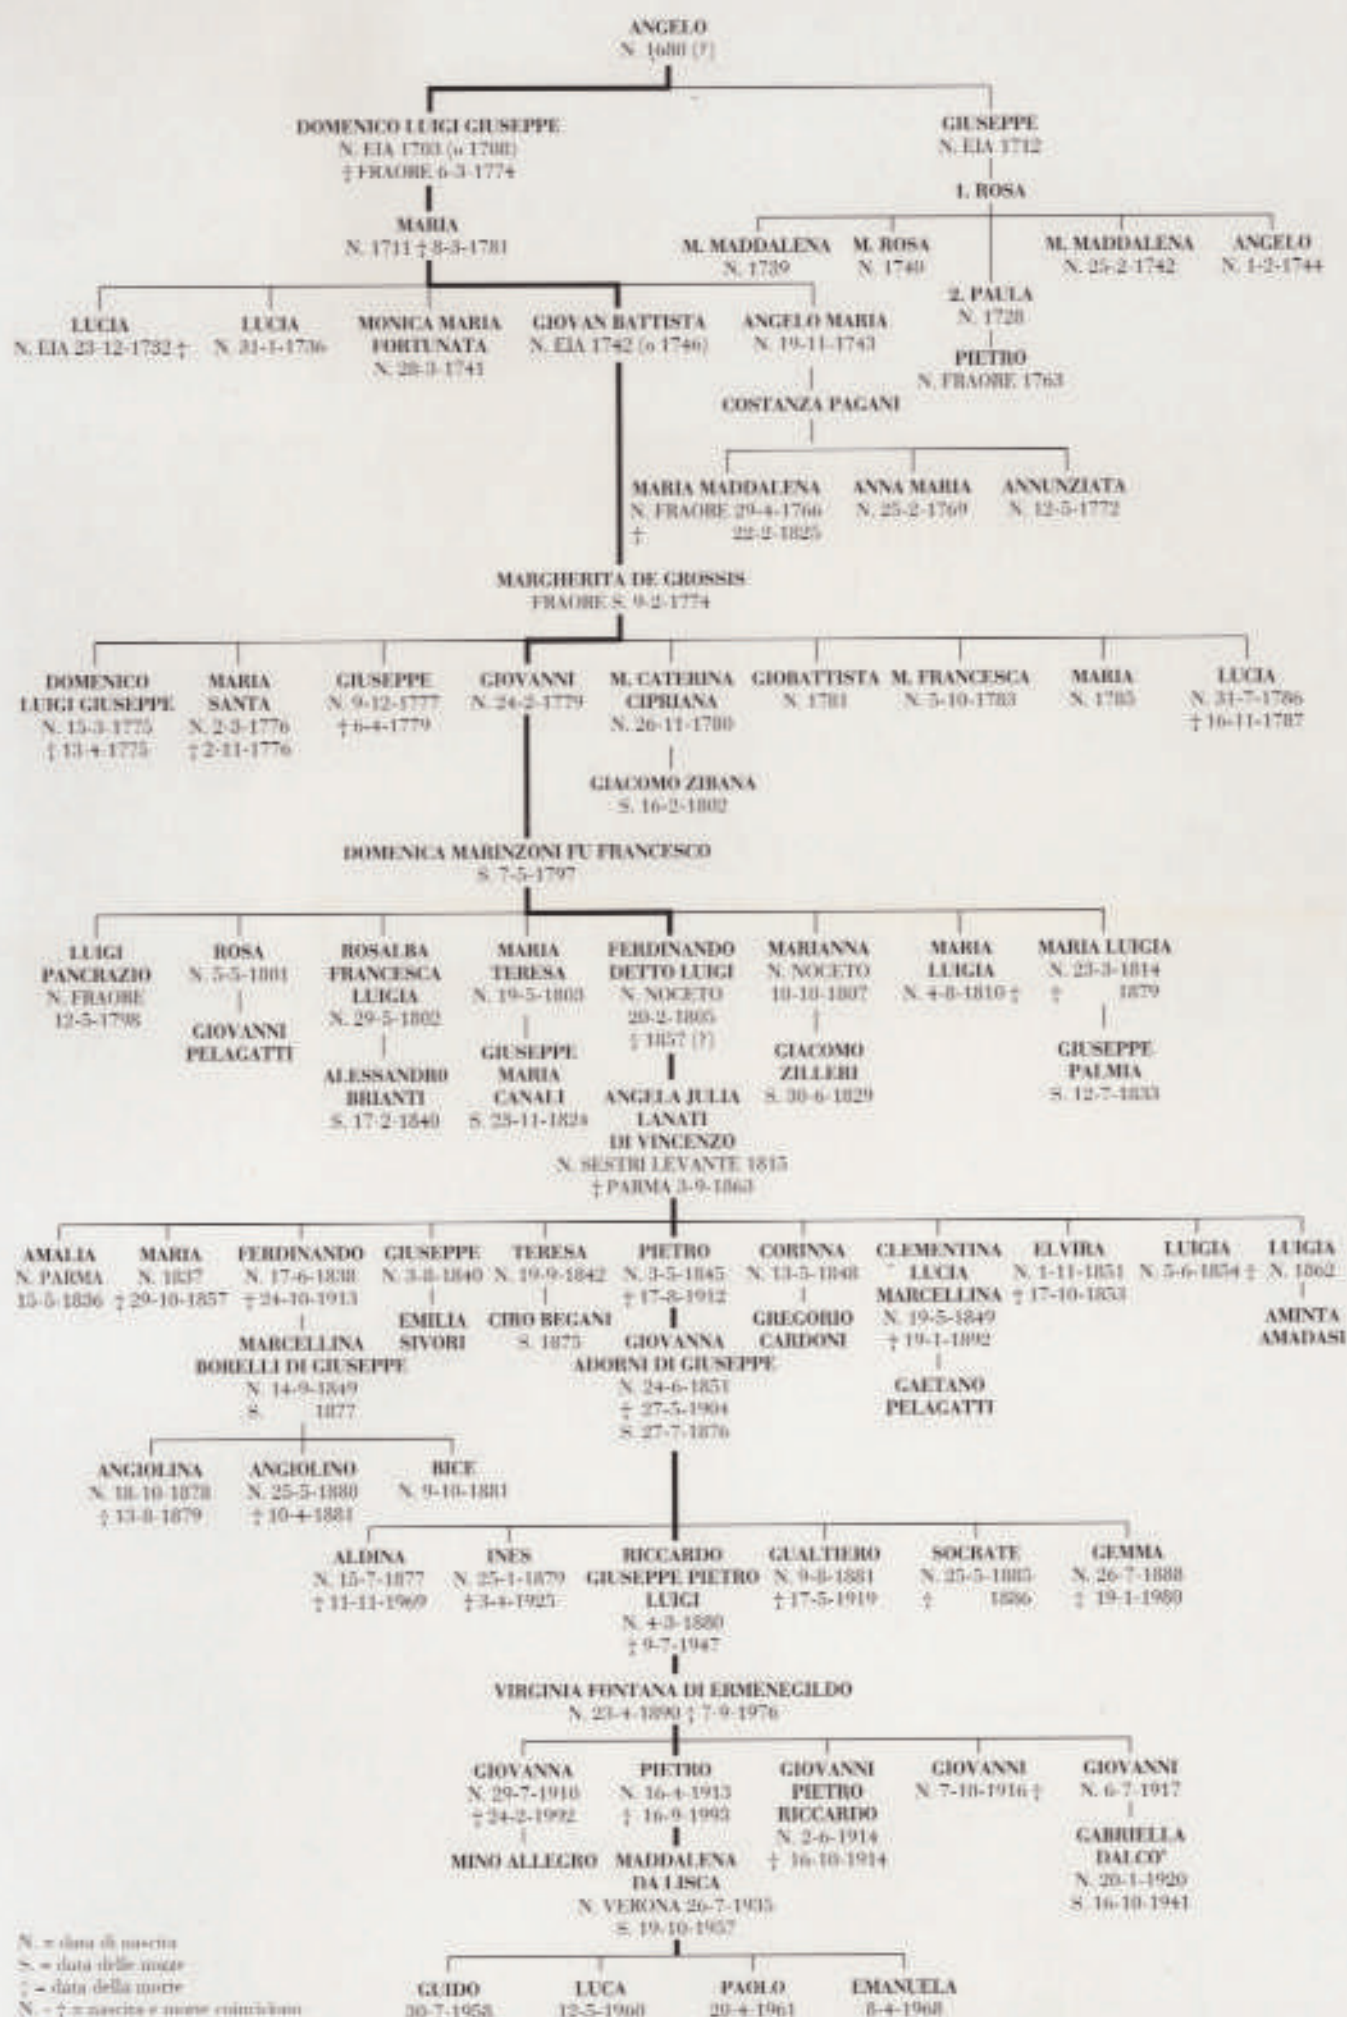 ANGELO
N. 1680 (?)
DOMENICO LUIGI GIUSEPPE
N. EIA 1703 (o 1708)
‡ FRAORE 6-3-1774
MARIA
N. 1711 † 8-3-1781
GIUSEPPE
N. EIA 1712
1. ROSA
M. MADDALENA
N. 1739
M. ROSA
N. 1740
M. MADDALENA
N. 25-2-1742
ANGELO
N. 1-2-1744
2. PAULA
N. 1728
PIETRO
N. FRAORE 1763
LUCIA
N. EIA 23-12-1732 †
LUCIA
N. 31-1-1736
MONICA MARIA
FORTUNATA
N. 28-3-1741
GIOVAN BATTISTA
N. EIA 1742 (o 1746)
ANGELO MARIA
N. 19-11-1743
COSTANZA PAGANI
MARIA MADDALENA
N. FRAORE 29-4-1766
‡ 22-2-1825
ANNA MARIA
N. 25-2-1769
ANNUNZIATA
N. 12-5-1772
MARGHERITA DE GROSSIS
FRAORE S. 9-2-1774
DOMENICO
LUIGI GIUSEPPE
N. 15-3-1775
‡ 13-4-1775
MARIA
SANTA
N. 2-3-1776
‡ 2-11-1776
GIUSEPPE
N. 9-12-1777
† 6-4-1779
GIOVANNI
N. 24-2-1779
M. CATERINA
CIPRIANA
N. 26-11-1780
GIACOMO ZIBANA
S. 16-2-1802
GIOBATTISTA
N. 1781
M. FRANCESCA
N. 5-10-1783
MARIA
N. 1785
LUCIA
N. 31-7-1786
‡ 16-11-1787
DOMENICA MARINZONI FU FRANCESCO
S. 7-5-1797
LUIGI
PANCRAZIO
N. FRAORE
12-5-1798
ROSA
N. 5-5-1801
GIOVANNI
PELAGATTI
ROSALBA
FRANCESCA
LUIGIA
N. 29-5-1802
ALESSANDRO
BRIANTI
S. 17-2-1840
MARIA
TERESA
N. 19-5-1803
GIUSEPPE
MARIA
CANALI
S. 23-11-1824
FERDINANDO
DETTO LUIGI
N. NOCETO
20-2-1805
‡ 1857 (?)
ANGELA JULIA
LANATI
DI VINCENZO
N. SESTRI LEVANTE 1815
‡ PARMA 3-9-1863
MARIANNA
N. NOCETO
10-10-1807
GIACOMO
ZILLERI
S. 30-6-1829
MARIA
LUIGIA
N. 4-8-1810 ‡
MARIA LUIGIA
N. 23-3-1814
‡ 1879
GIUSEPPE
PALMIA
S. 12-7-1833
AMALIA
N. PARMA
15-5-1836
MARIA
N. 1837
‡ 29-10-1857
FERDINANDO
N. 17-6-1838
‡ 24-10-1913
MARCELLINA
BORELLI DI GIUSEPPE
N. 14-9-1849
S. 1877
GIUSEPPE
N. 3-8-1840
EMILIA
SIVORI
TERESA
N. 19-9-1842
CIRO BEGANI
S. 1875
PIETRO
N. 3-5-1845
‡ 17-8-1912
GIOVANNA
ADORNI DI GIUSEPPE
N. 24-6-1851
‡ 27-5-1904
S. 27-7-1876
CORINNA
N. 13-5-1848
GREGORIO
CARDONI
CLEMENTINA
LUCIA
MARCELLINA
N. 19-5-1849
‡ 19-1-1892
GAETANO
PELAGATTI
ELVIRA
N. 1-11-1851
‡ 17-10-1853
LUIGIA
N. 5-6-1854 ‡
LUIGIA
N. 1862
AMINTA
AMADASI
ANGIOLINA
N. 18-10-1878
‡ 13-8-1879
ANGIOLINO
N. 25-5-1880
‡ 10-4-1881
BICE
N. 9-10-1881
ALDINA
N. 15-7-1877
‡ 11-11-1969
INES
N. 25-1-1879
‡ 3-4-1925
RICCARDO
GIUSEPPE PIETRO
LUIGI
N. 4-3-1880
‡ 9-7-1947
GUALTIERO
N. 9-8-1881
‡ 17-5-1919
SOCRATE
N. 25-5-1885
‡ 1886
GEMMA
N. 26-7-1888
‡ 19-1-1980
VIRGINIA FONTANA DI ERMENEGILDO
N. 23-4-1890 ‡ 7-9-1976
GIOVANNA
N. 29-7-1910
‡ 24-2-1992
MINO ALLEGRO
PIETRO
N. 16-4-1913
‡ 16-9-1993
MADDALENA
DA LISCA
N. VERONA 26-7-1935
S. 19-10-1957
GIOVANNI
PIETRO
RICCARDO
N. 2-6-1914
‡ 16-10-1914
GIOVANNI
N. 7-10-1916 ‡
GIOVANNI
N. 6-7-1917
GABRIELLA
DALCO'
N. 20-1-1920
S. 16-10-1941
GUIDO
30-7-1958
LUCA
12-5-1960
PAOLO
20-4-1961
EMANUELA
8-4-1968
N. = data di nascita
S. = data delle nozze
‡ = data della morte
N. - ‡ = nascita e morte coincidono